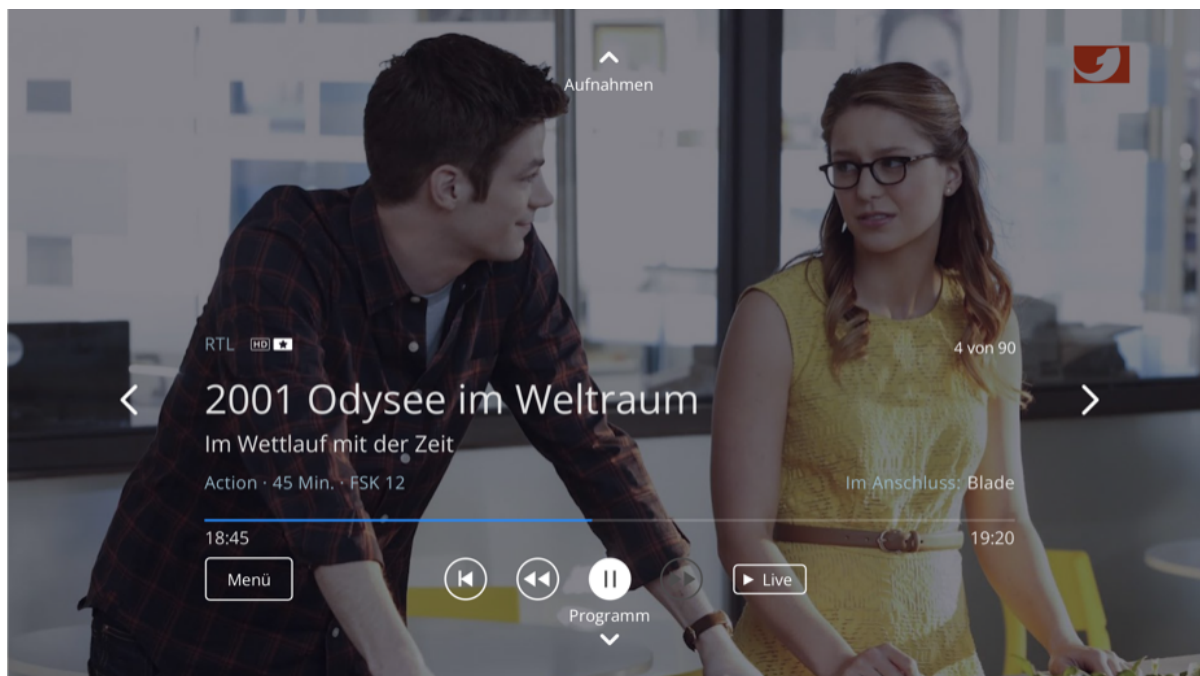 Aufnahmen
RTL HD
4 von 90
2001 Odysee im Weltraum
Im Wettlauf mit der Zeit
Action · 45 Min. · FSK 12
Im Anschluss: Blade
18:45
19:20
Menü
Live
Programm